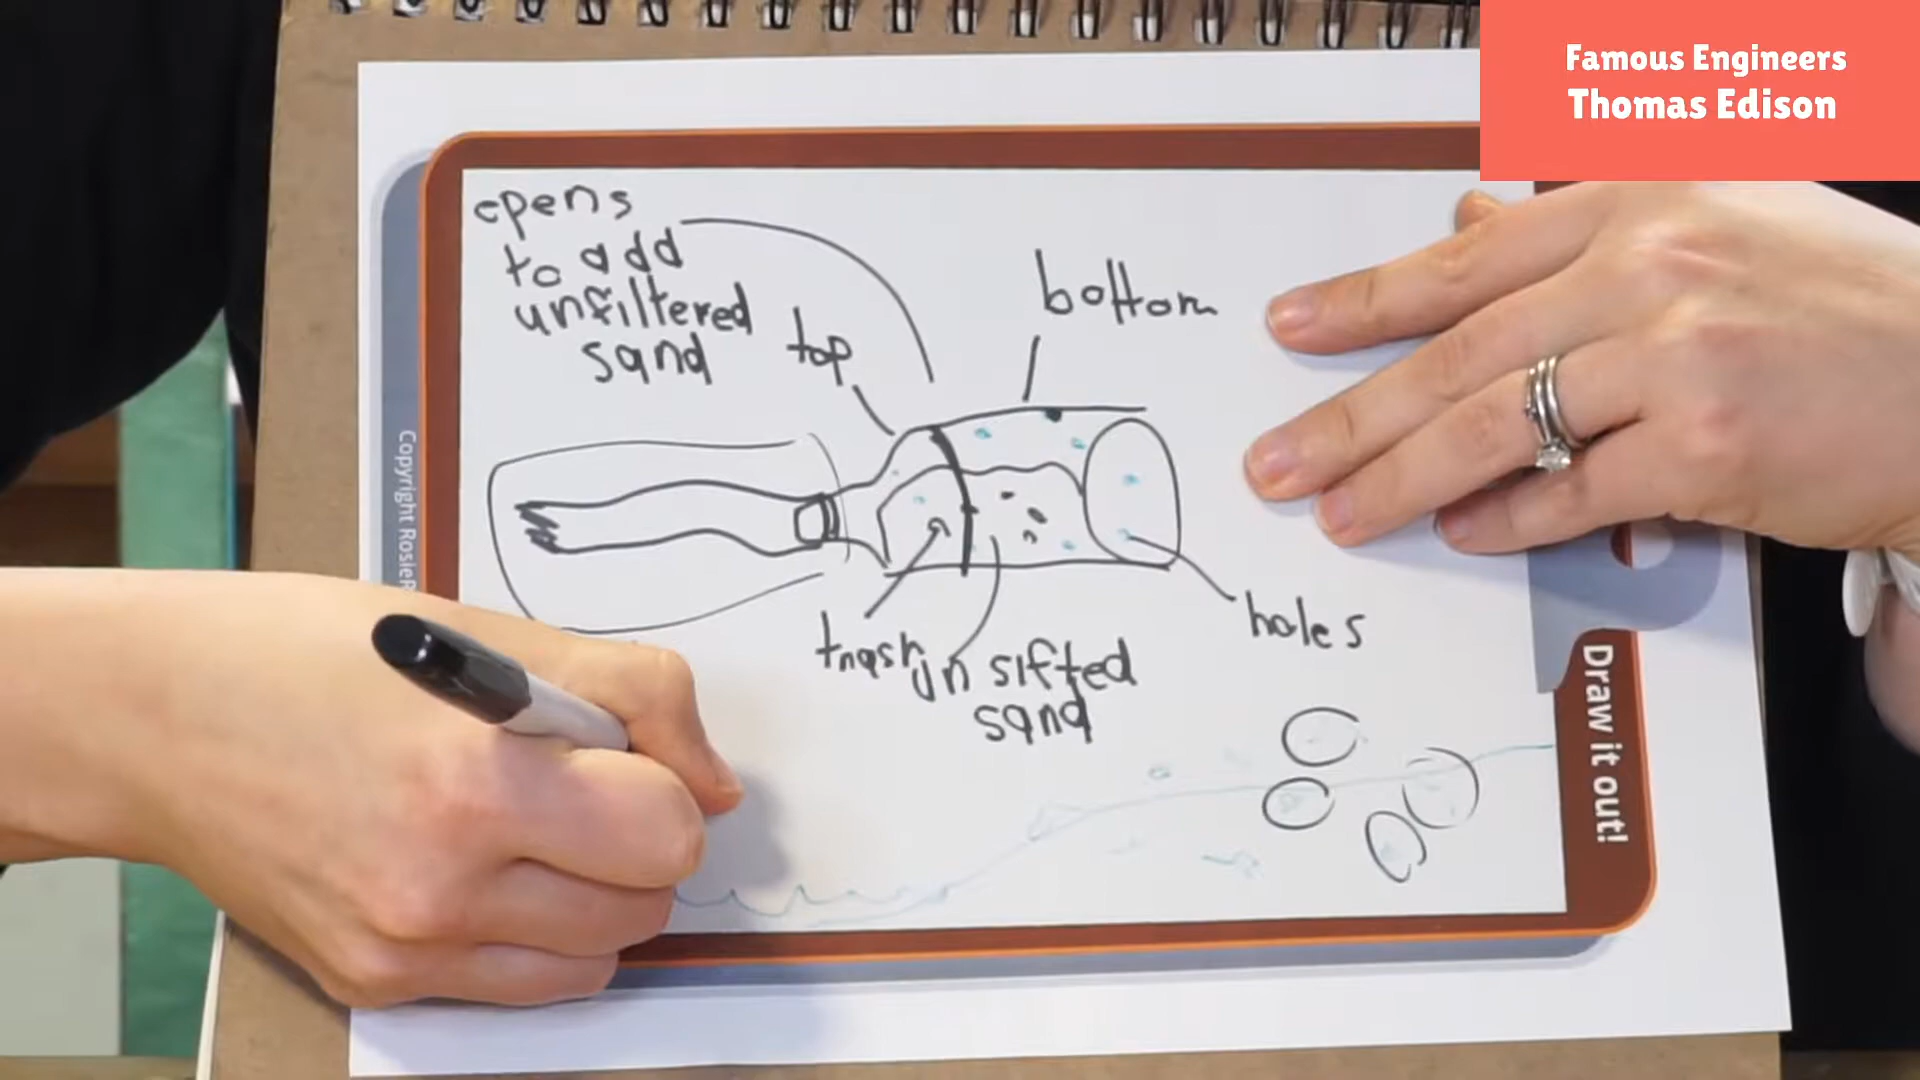 Famous Engineers
Thomas Edison
opens
to add
unfiltered
sand
top
bottom
trash
un sifted
sand
holes
Draw it out!
Copyright